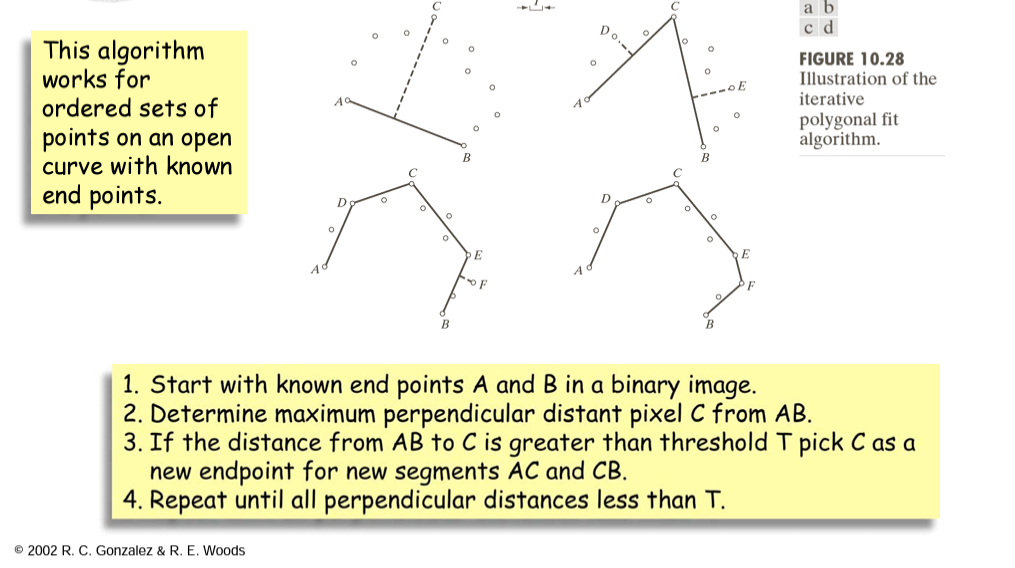 This algorithm
works for
ordered sets of
points on an open
curve with known
end points.
C
A
B
T
C
D
E
A
B
a b
c d
FIGURE 10.28
Illustration of the
iterative
polygonal fit
algorithm.
C
D
E
A
F
B
C
D
E
A
F
B
1. Start with known end points A and B in a binary image.
2. Determine maximum perpendicular distant pixel C from AB.
3. If the distance from AB to C is greater than threshold T pick C as a
new endpoint for new segments AC and CB.
4. Repeat until all perpendicular distances less than T.
© 2002 R. C. Gonzalez & R. E. Woods